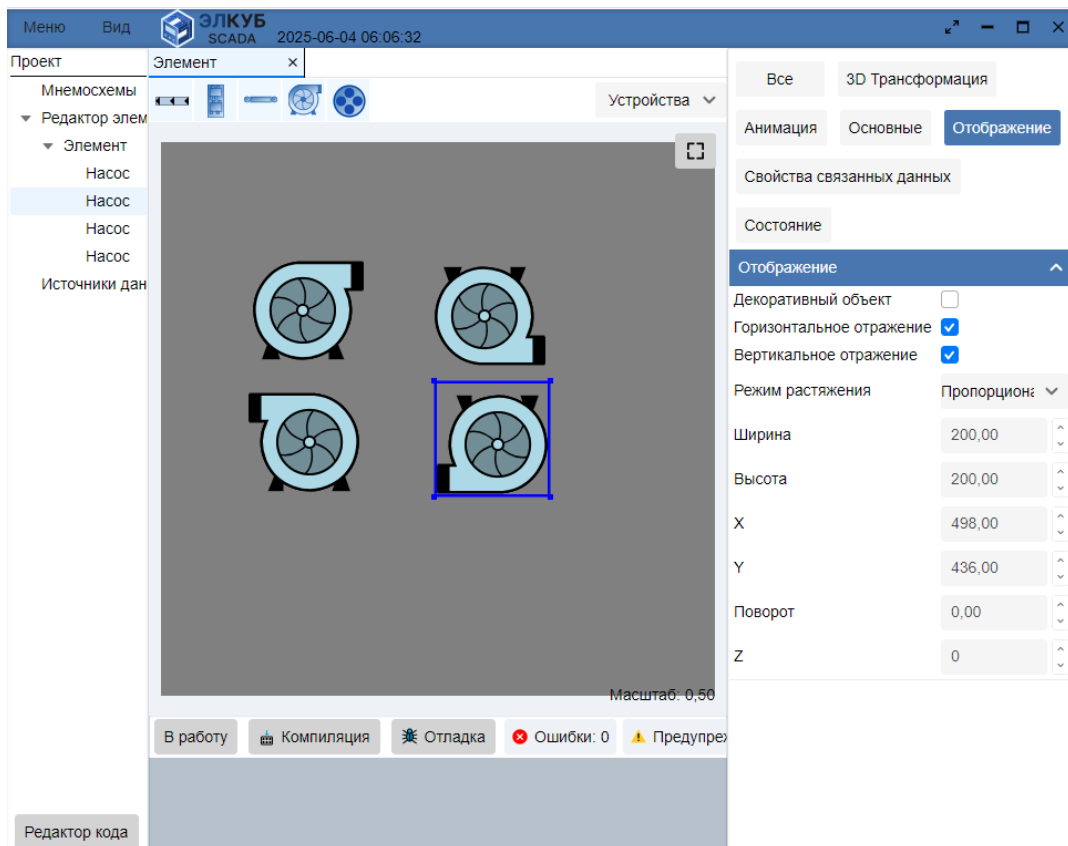 Меню Вид ЭЛКУБ
SCADA 2025-06-04 06:06:32
Проект
Мнемосхемы
Редактор элем
Элемент
Насос
Насос
Насос
Насос
Источники дан
Редактор кода
Элемент ×
Устройства
Масштаб: 0,50
В работу Компиляция Отладка Ошибки: 0 Предупре
Все 3D Трансформация
Анимация Основные Отображение
Свойства связанных данных
Состояние
Отображение
Декоративный объект
Горизонтальное отражение
Вертикальное отражение
Режим растяжения Пропорциона
Ширина 200,00
Высота 200,00
X 498,00
Y 436,00
Поворот 0,00
Z 0